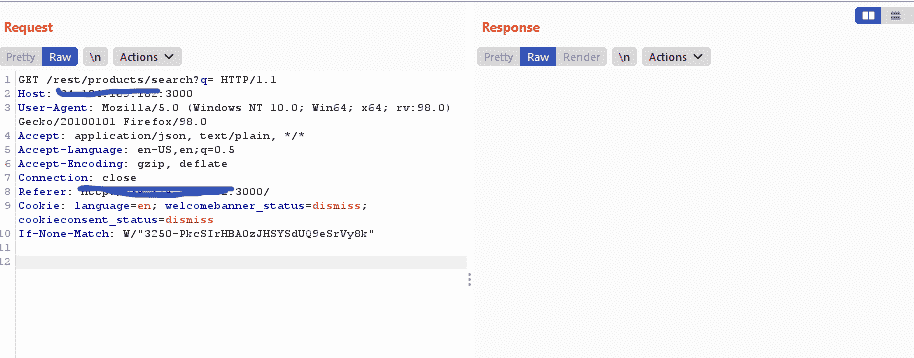 Request
Response
Pretty Raw \n Actions
Pretty Raw Render \n Actions
1 GET /rest/products/search?q= HTTP/1.1
2 Host: :3000
3 User-Agent: Mozilla/5.0 (Windows NT 10.0; Win64; x64; rv:98.0)
Gecko/20100101 Firefox/98.0
4 Accept: application/json, text/plain, */*
5 Accept-Language: en-US,en;q=0.5
6 Accept-Encoding: gzip, deflate
7 Connection: close
8 Referer: :3000/
9 Cookie: language=en; welcomebanner_status=dismiss;
cookieconsent_status=dismiss
10 If-None-Match: W/"3250-PkcSIrHBA0zJHSYSdUQ9eSrVy8k"
11
12